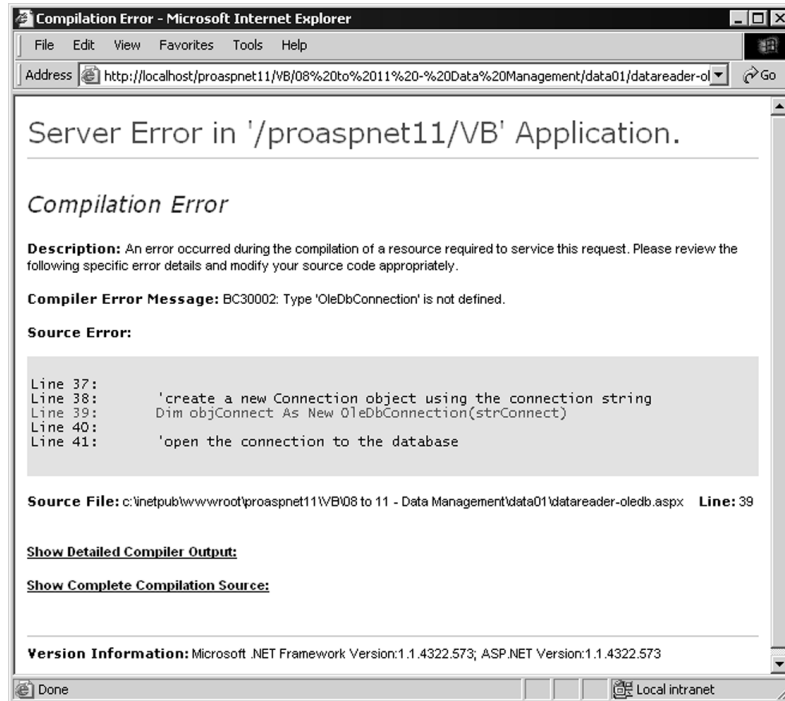 Compilation Error - Microsoft Internet Explorer
File Edit View Favorites Tools Help
Address http://localhost/proaspnet11/VB/08%20to%2011%20-%20Data%20Management/data01/datareader-ol Go
Server Error in '/proaspnet11/VB' Application.
Compilation Error
Description: An error occurred during the compilation of a resource required to service this request. Please review the
following specific error details and modify your source code appropriately.
Compiler Error Message: BC30002: Type 'OleDbConnection' is not defined.
Source Error:
Line 37:
Line 38: 'create a new Connection object using the connection string
Line 39: Dim objConnect As New OleDbConnection(strConnect)
Line 40:
Line 41: 'open the connection to the database
Source File: c:\inetpub\wwwroot\proaspnet11\VB\08 to 11 - Data Management\data01\datareader-oledb.aspx Line: 39
Show Detailed Compiler Output:
Show Complete Compilation Source:
Version Information: Microsoft .NET Framework Version:1.1.4322.573; ASP.NET Version:1.1.4322.573
Done Local intranet